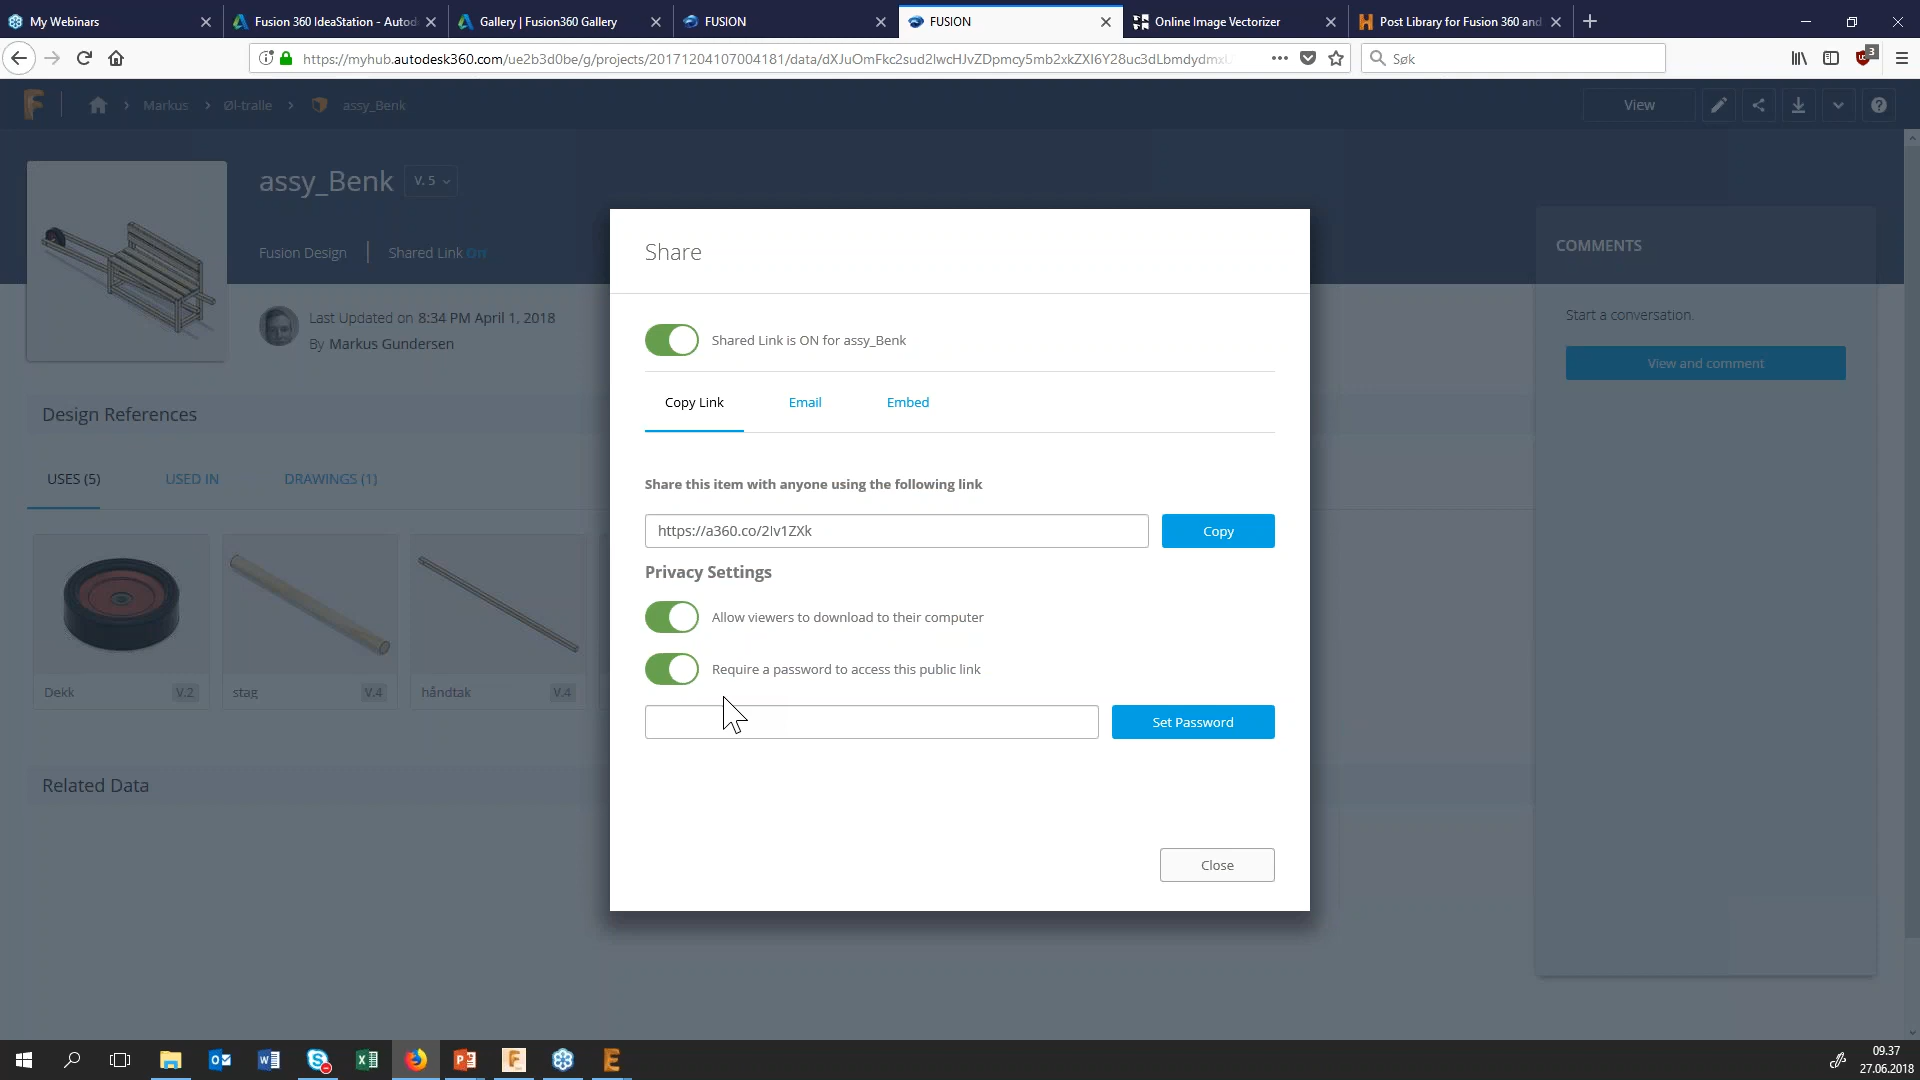 My Webinars
Fusion 360 IdeaStation - Autod
Gallery | Fusion360 Gallery
FUSION
FUSION
Online Image Vectorizer
Post Library for Fusion 360 and
https://myhub.autodesk360.com/ue2b3d0be/g/projects/20171204107004181/data/
Søk
3
Markus
Øl-tralle
assy_Benk
View
assy_Benk
V. 5
Fusion Design
Shared Link Off
Last Updated on 8:34 PM April 1, 2018
By Markus Gundersen
Design References
USES (5)
USED IN
DRAWINGS (1)
Dekk
V.2
stag
V.4
håndtak
V.4
Related Data
Share
Shared Link is ON for assy_Benk
Copy Link
Email
Embed
Share this item with anyone using the following link
https://a360.co/2Iv1ZXk
Copy
Privacy Settings
Allow viewers to download to their computer
Require a password to access this public link
Set Password
Close
COMMENTS
Start a conversation.
View and comment
09.37
27.06.2018